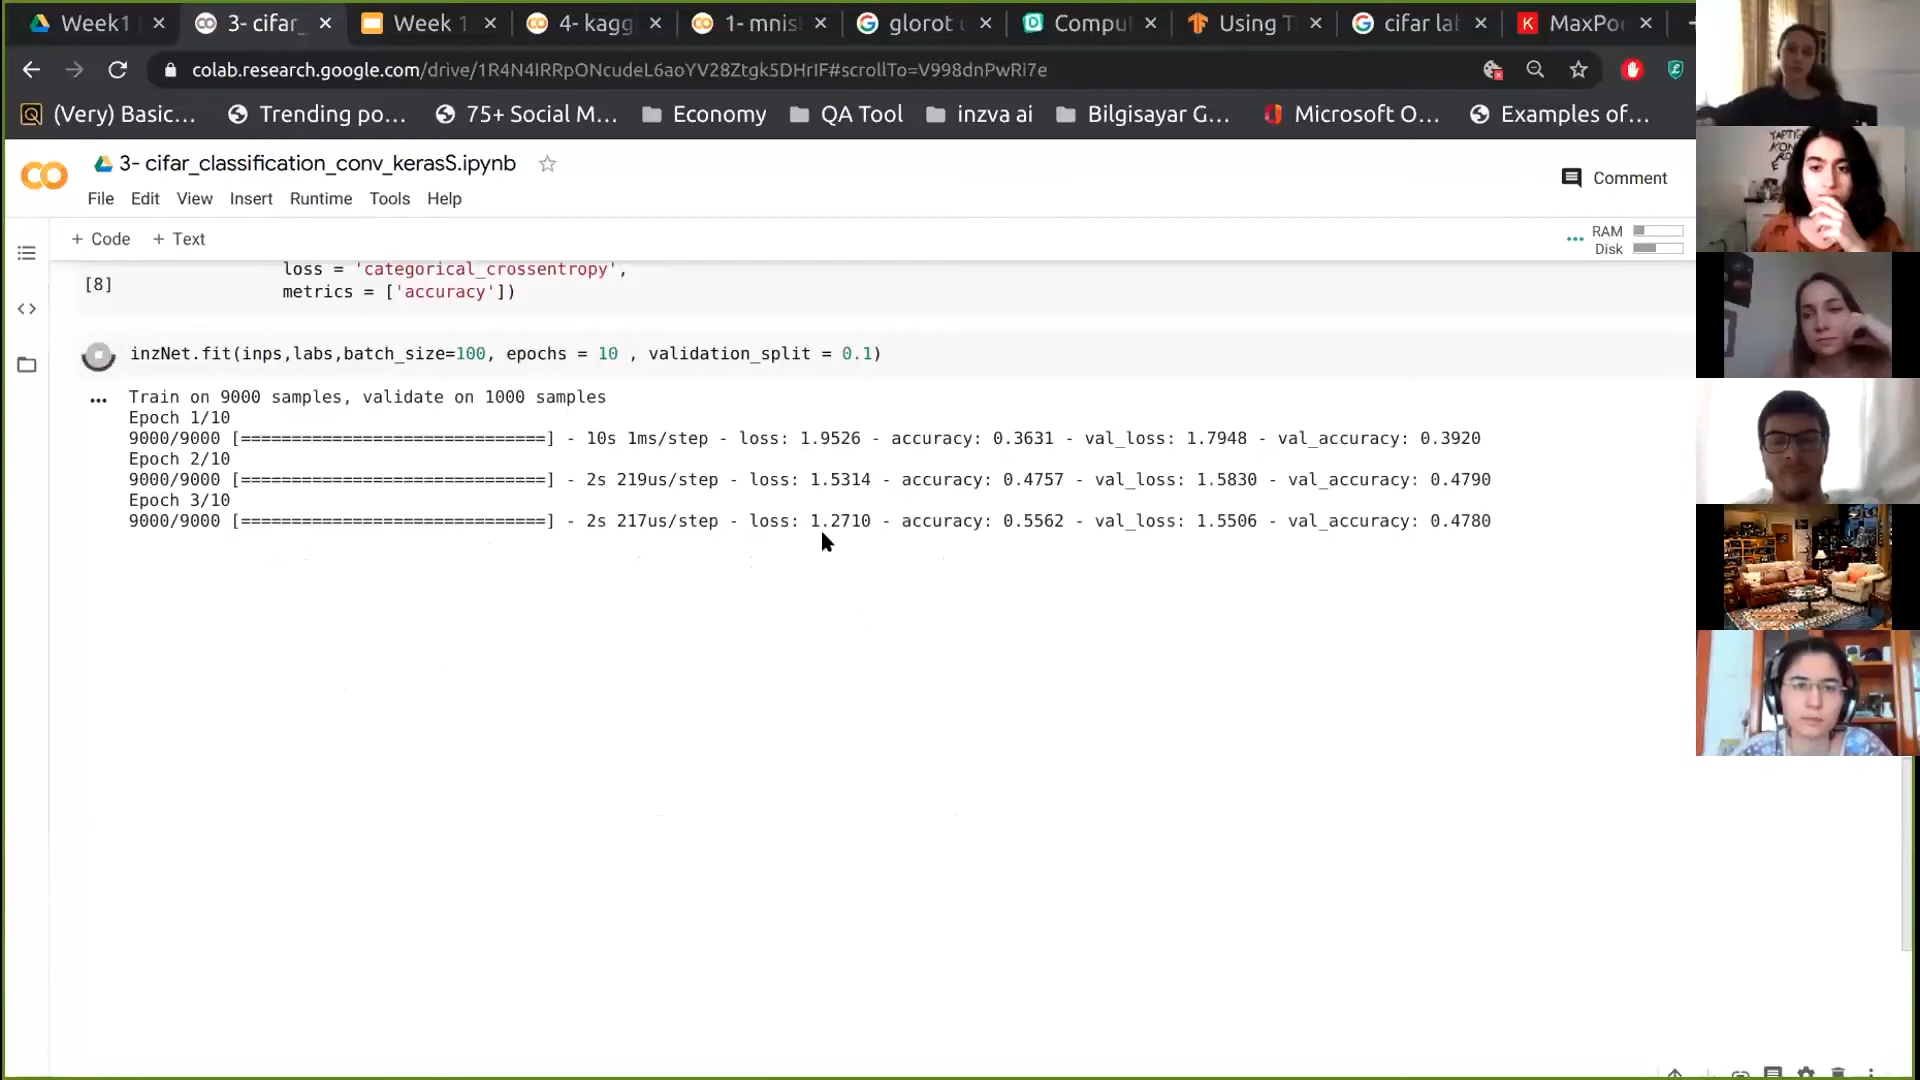 Week1
3- cifar_
Week 1
4- kagg
1- mnis
glorot
Compu
Using T
cifar la
MaxPo
colab.research.google.com/drive/1R4N4IRRpONcudeL6aoYV28Ztgk5DHrIF#scrollTo=V998dnPwRi7e
(Very) Basic...
Trending po...
75+ Social M...
Economy
QA Tool
inzva ai
Bilgisayar G...
Microsoft O...
Examples of...
3- cifar_classification_conv_kerasS.ipynb
Comment
File Edit View Insert Runtime Tools Help
+ Code + Text
RAM
Disk
loss = 'categorical_crossentropy',
[8]
metrics = ['accuracy'])
inzNet.fit(inps,labs,batch_size=100, epochs = 10 , validation_split = 0.1)
Train on 9000 samples, validate on 1000 samples
Epoch 1/10
9000/9000 [==============================] - 10s 1ms/step - loss: 1.9526 - accuracy: 0.3631 - val_loss: 1.7948 - val_accuracy: 0.3920
Epoch 2/10
9000/9000 [==============================] - 2s 219us/step - loss: 1.5314 - accuracy: 0.4757 - val_loss: 1.5830 - val_accuracy: 0.4790
Epoch 3/10
9000/9000 [==============================] - 2s 217us/step - loss: 1.2710 - accuracy: 0.5562 - val_loss: 1.5506 - val_accuracy: 0.4780